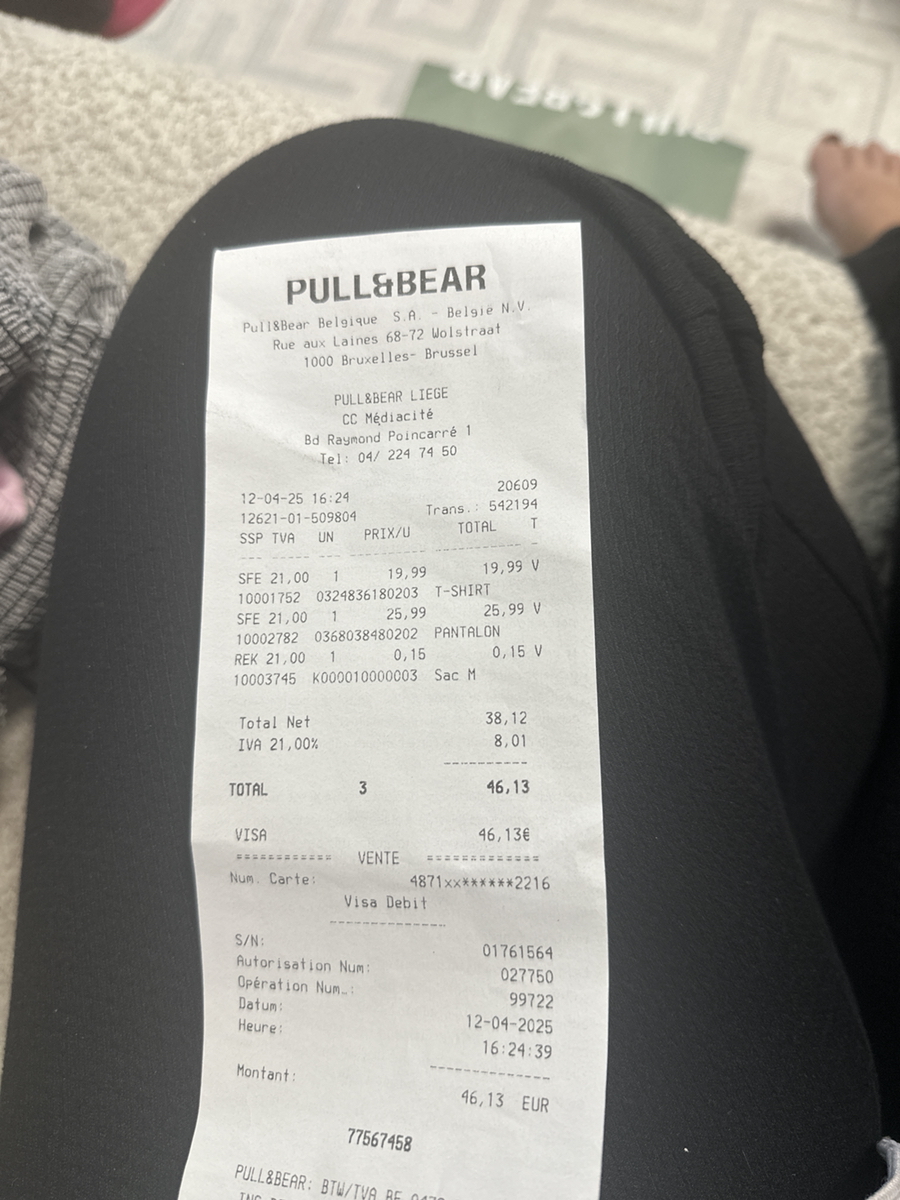 PULL&BEAR
PULL&BEAR
Pull&Bear Belgique S.A. - België N.V.
Rue aux Laines 68-72 Wolstraat
1000 Bruxelles- Brussel
PULL&BEAR LIEGE
CC Médiacité
Bd Raymond Poincarré 1
Tel: 04/ 224 74 50
12-04-25 16:24 20609
12621-01-509804 Trans.: 542194
SSP TVA UN PRIX/U TOTAL T
--- --- --- ---------- ---------- -
SFE 21,00 1 19,99 19,99 V
10001752 0324836180203 T-SHIRT
SFE 21,00 1 25,99 25,99 V
10002782 0368038480202 PANTALON
REK 21,00 1 0,15 0,15 V
10003745 K000010000003 Sac M
Total Net 38,12
IVA 21,00% 8,01
----------
TOTAL 3 46,13
VISA 46,13€
============ VENTE ==============
Num. Carte: 4871xx******2216
Visa Debit
--------------
S/N: 01761564
Autorisation Num: 027750
Opération Num.: 99722
Datum: 12-04-2025
Heure: 16:24:39
--------------
Montant: 46,13 EUR
77567458
PULL&BEAR: BTW/TVA BE